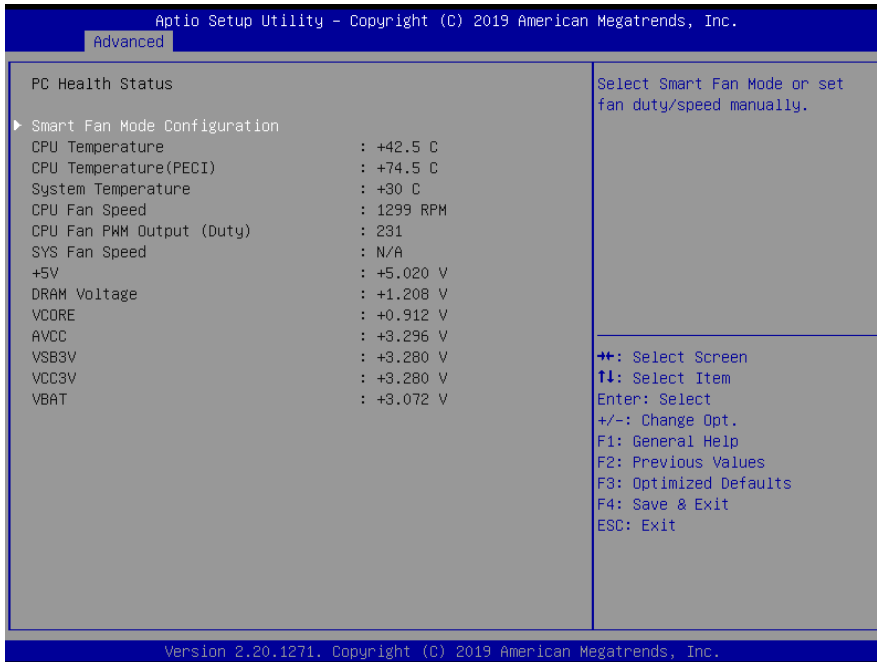 Aptio Setup Utility – Copyright (C) 2019 American Megatrends, Inc.
Advanced
PC Health Status
Smart Fan Mode Configuration
CPU Temperature : +42.5 C
CPU Temperature(PECI) : +74.5 C
System Temperature : +30 C
CPU Fan Speed : 1299 RPM
CPU Fan PWM Output (Duty) : 231
SYS Fan Speed : N/A
+5V : +5.020 V
DRAM Voltage : +1.208 V
VCORE : +0.912 V
AVCC : +3.296 V
VSB3V : +3.280 V
VCC3V : +3.280 V
VBAT : +3.072 V
Select Smart Fan Mode or set
fan duty/speed manually.
→←: Select Screen
↑↓: Select Item
Enter: Select
+/-: Change Opt.
F1: General Help
F2: Previous Values
F3: Optimized Defaults
F4: Save & Exit
ESC: Exit
Version 2.20.1271. Copyright (C) 2019 American Megatrends, Inc.